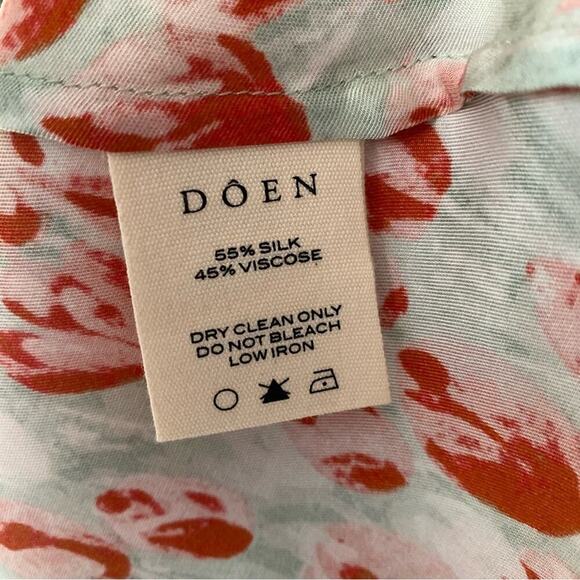 DÔEN
55% SILK
45% VISCOSE
DRY CLEAN ONLY
DO NOT BLEACH
LOW IRON